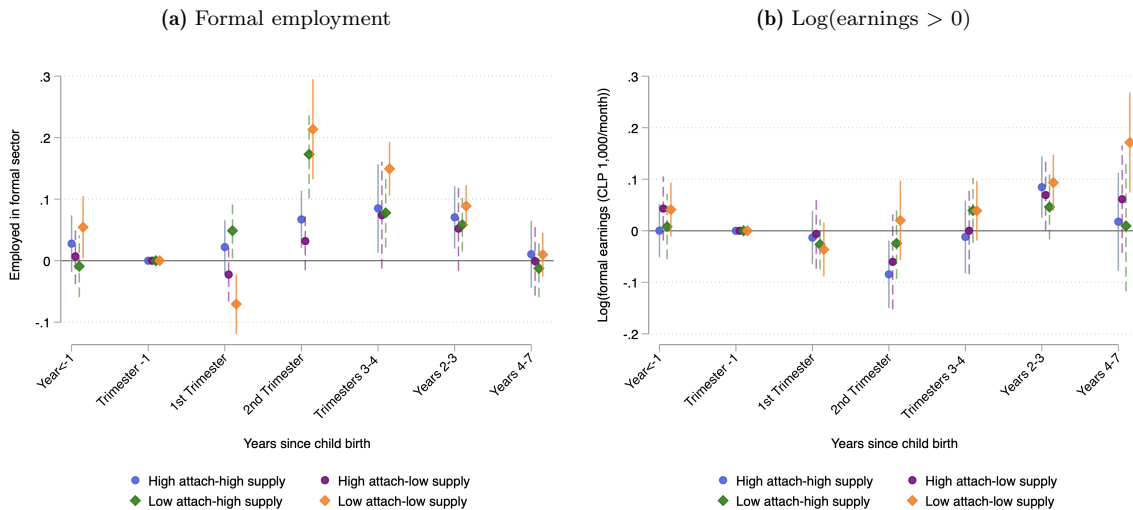 (a) Formal employment
Employed in formal sector
.3
.2
.1
0
-.1
Year<-1
Trimester -1
1st Trimester
2nd Trimester
Trimesters 3-4
Years 2-3
Years 4-7
Years since child birth
High attach-high supply
High attach-low supply
Low attach-high supply
Low attach-low supply
(b) Log(earnings > 0)
Log(formal earnings (CLP 1,000/month))
.3
.2
.1
0
-.1
-.2
Year<-1
Trimester -1
1st Trimester
2nd Trimester
Trimesters 3-4
Years 2-3
Years 4-7
Years since child birth
High attach-high supply
High attach-low supply
Low attach-high supply
Low attach-low supply